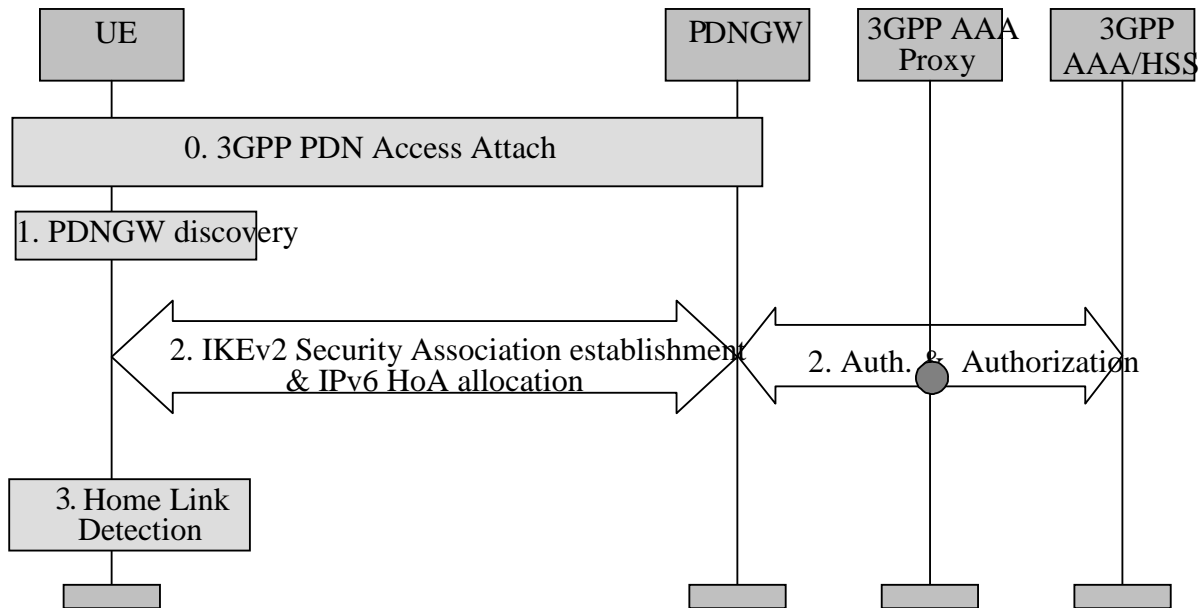 UE
PDNGW
3GPP AAA
Proxy
3GPP
AAA/HSS
0. 3GPP PDN Access Attach
1. PDNGW discovery
2. IKEv2 Security Association establishment
& IPv6 HoA allocation
2. Auth. & Authorization
3. Home Link
Detection